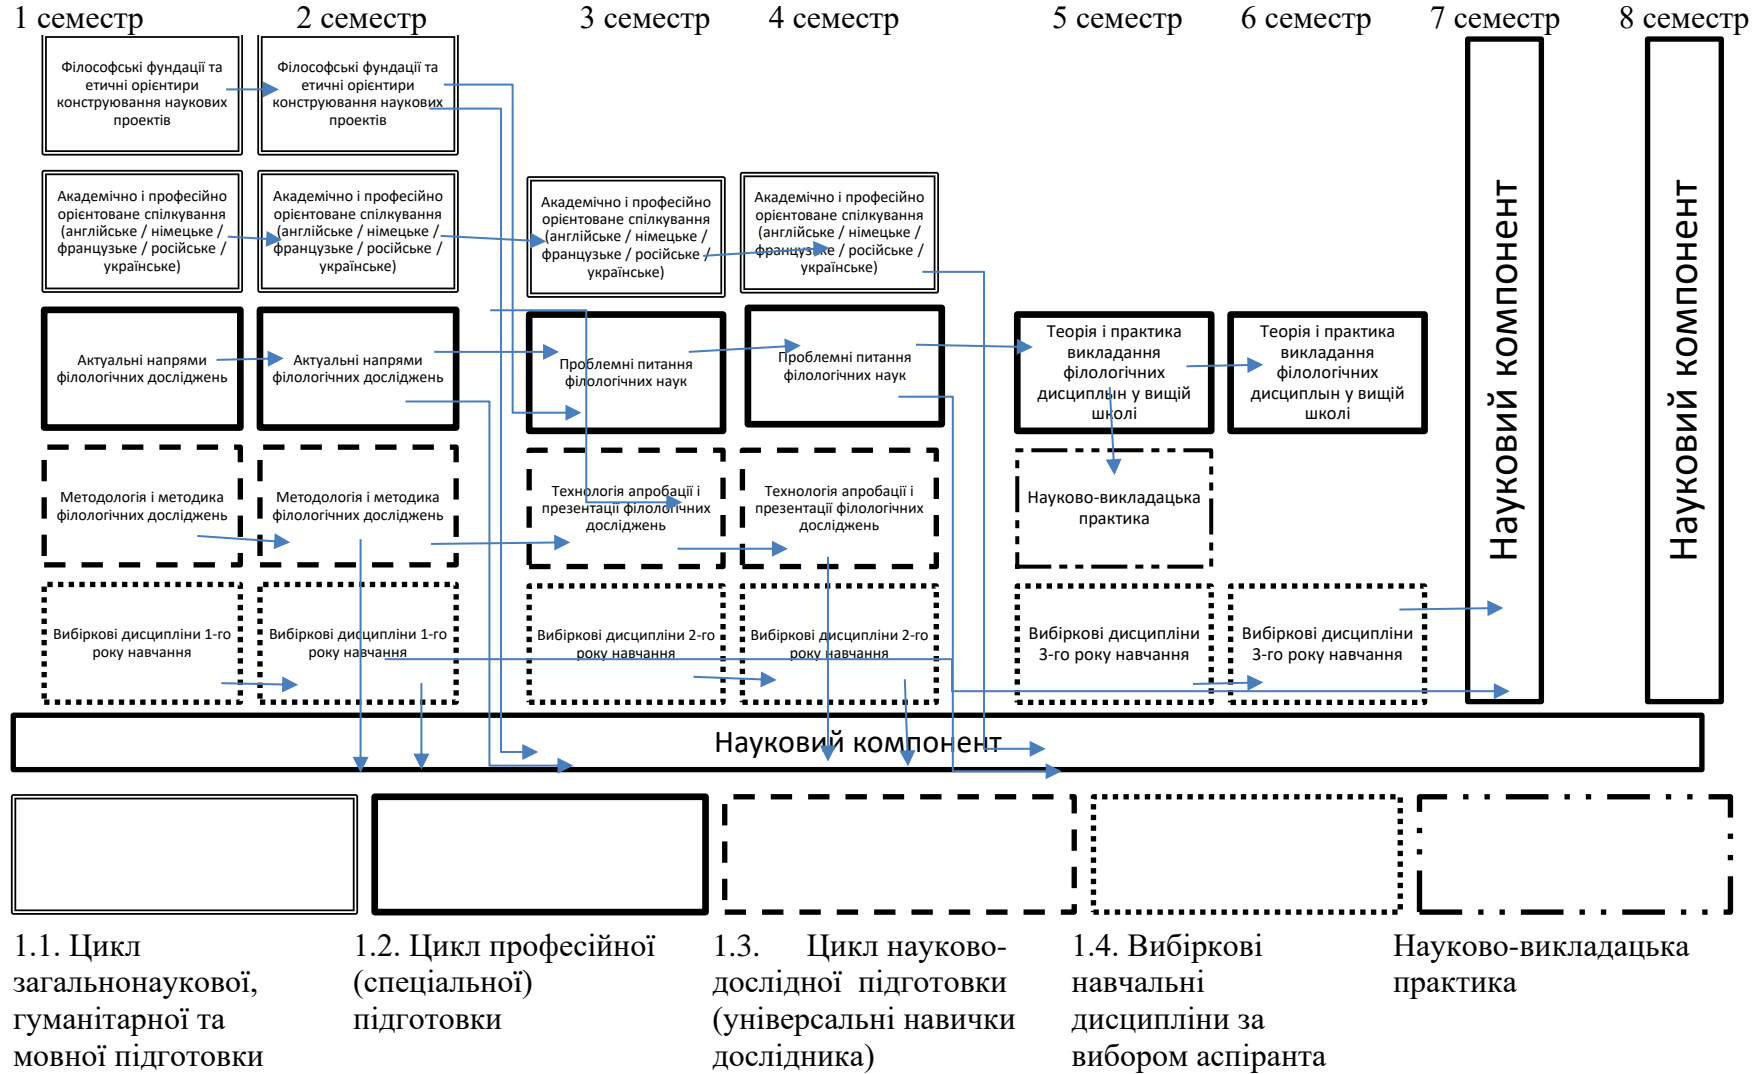 1 семестр 2 семестр 3 семестр 4 семестр 5 семестр 6 семестр 7 семестр 8 семестр
Філософські фундації та
етичні орієнтири
конструювання наукових
проектів
Філософські фундації та
етичні орієнтири
конструювання наукових
проектів
Академічно і професійно
орієнтоване спілкування
(англійське / німецьке /
французьке / російське /
українське)
Академічно і професійно
орієнтоване спілкування
(англійське / німецьке /
французьке / російське /
українське)
Академічно і професійно
орієнтоване спілкування
(англійське / німецьке /
французьке / російське /
українське)
Академічно і професійно
орієнтоване спілкування
(англійське / німецьке /
французьке / російське /
українське)
Актуальні напрями
філологічних досліджень
Актуальні напрями
філологічних досліджень
Проблемні питання
філологічних наук
Проблемні питання
філологічних наук
Теорія і практика
викладання
філологічних
дисциплын у вищій
школі
Теорія і практика
викладання
філологічних
дисциплын у вищій
школі
Методологія і методика
філологічних досліджень
Методологія і методика
філологічних досліджень
Технологія апробації і
презентації філологічних
досліджень
Технологія апробації і
презентації філологічних
досліджень
Науково-викладацька
практика
Вибіркові дисципліни 1-го
року навчання
Вибіркові дисципліни 1-го
року навчання
Вибіркові дисципліни 2-го
року навчання
Вибіркові дисципліни 2-го
року навчання
Вибіркові дисципліни
3-го року навчання
Вибіркові дисципліни
3-го року навчання
Науковий компонент
Науковий компонент
Науковий компонент
1.1. Цикл
загальнонаукової,
гуманітарної та
мовної підготовки
1.2. Цикл професійної
(спеціальної)
підготовки
1.3. Цикл науково-
дослідної підготовки
(універсальні навички
дослідника)
1.4. Вибіркові
навчальні
дисципліни за
вибором аспіранта
Науково-викладацька
практика